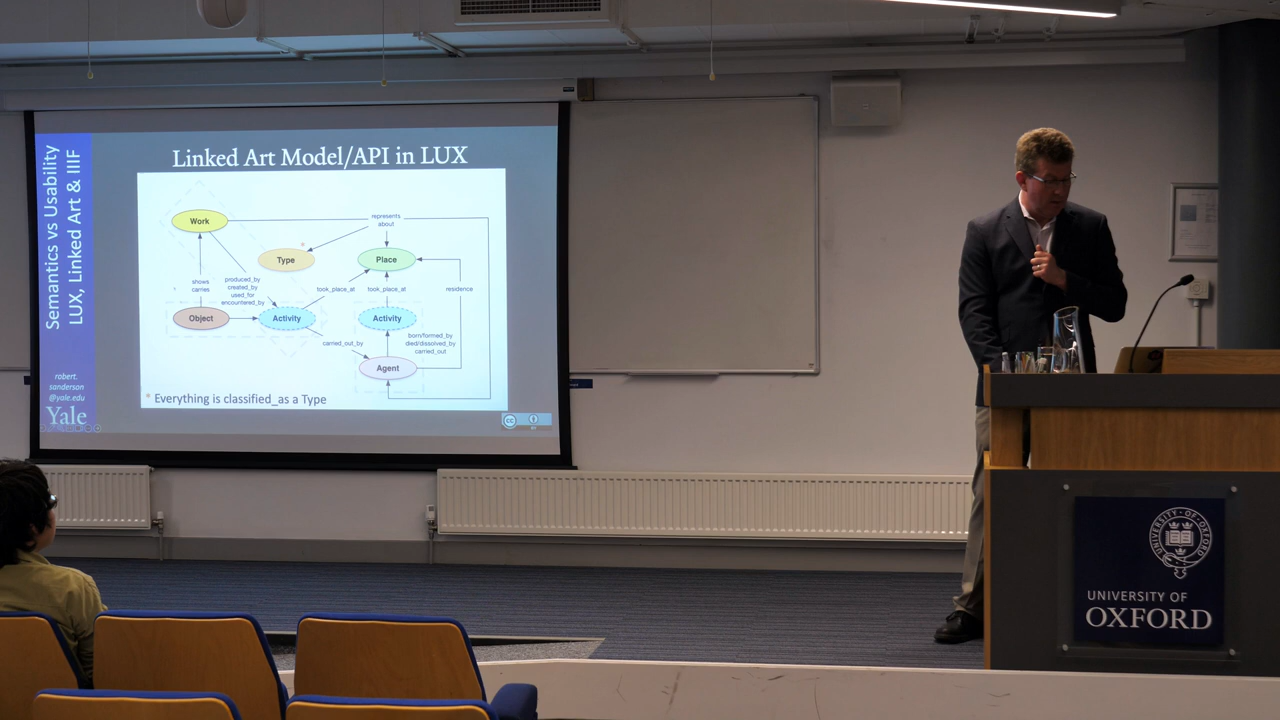 Semantics vs Usability
LUX, Linked Art & IIIF
robert.
sanderson
@yale.edu
Yale
Linked Art Model/API in LUX
Work
represents
about
Type
Place
shows
carries
produced_by
created_by
used_for
encountered_by
took_place_at
took_place_at
residence
Object
Activity
Activity
carried_out_by
born/formed_by
died/dissolved_by
carried_out
Agent
* Everything is classified_as a Type
cc
BY
UNIVERSITY OF
OXFORD